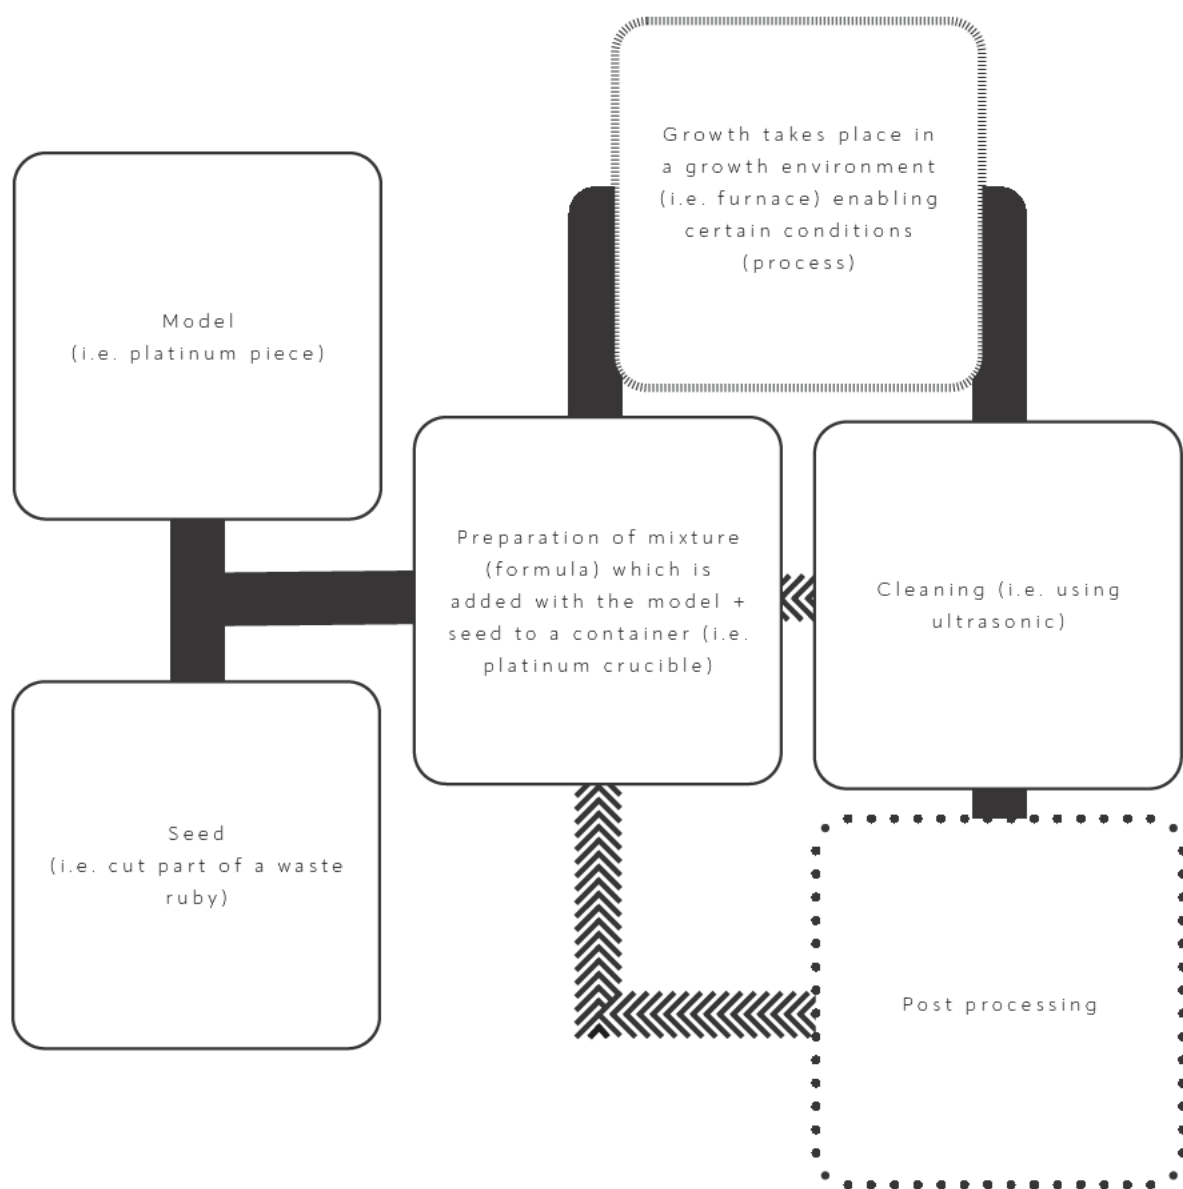 Growth takes place in
a growth environment
(i.e. furnace) enabling
certain conditions
(process)
Model
(i.e. platinum piece)
Preparation of mixture
(formula) which is
added with the model +
seed to a container (i.e.
platinum crucible)
Cleaning (i.e. using
ultrasonic)
Seed
(i.e. cut part of a waste
ruby)
Post processing